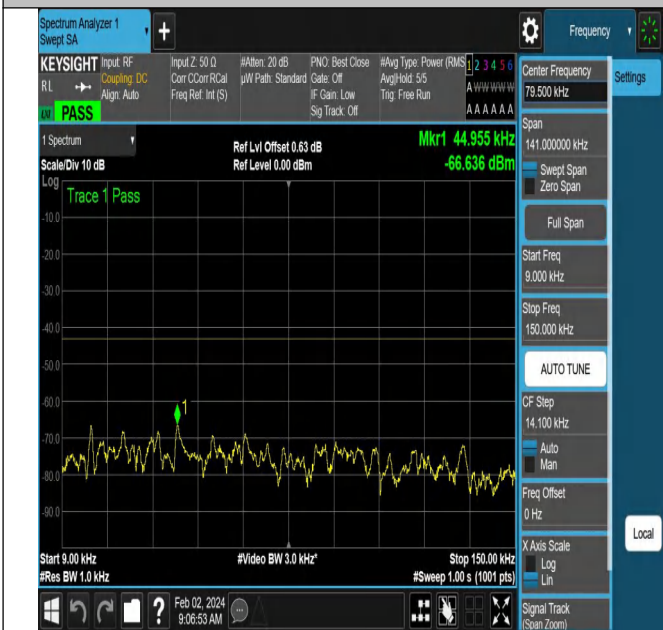 Spectrum Analyzer 1
Swept SA
+
Frequency
KEYSIGHT
Input: RF
Coupling: DC
Align: Auto
Input Z: 50 Ω
Corr CCorr RCal
Freq Ref: Int (S)
#Atten: 20 dB
µW Path: Standard
PNO: Best Close
Gate: Off
IF Gain: Low
Sig Track: Off
#Avg Type: Power (RMS
Avg|Hold: 5/5
Trig: Free Run
1 2 3 4 5 6
A W W W W W
A A A A A A
RL
LXI
PASS
1 Spectrum
Scale/Div 10 dB
Log
Ref Lvl Offset 0.63 dB
Ref Level 0.00 dBm
Mkr1 44.955 kHz
-66.636 dBm
Trace 1 Pass
-10.0
-20.0
-30.0
-40.0
-50.0
-60.0
-70.0
-80.0
-90.0
1
Start 9.00 kHz
#Res BW 1.0 kHz
#Video BW 3.0 kHz*
Stop 150.00 kHz
#Sweep 1.00 s (1001 pts)
Feb 02, 2024
9:06:53 AM
?
Center Frequency
79.500 kHz
Settings
Span
141.000000 kHz
Swept Span
Zero Span
Full Span
Start Freq
9.000 kHz
Stop Freq
150.000 kHz
AUTO TUNE
CF Step
14.100 kHz
Auto
Man
Freq Offset
0 Hz
X Axis Scale
Log
Lin
Local
Signal Track
(Span Zoom)